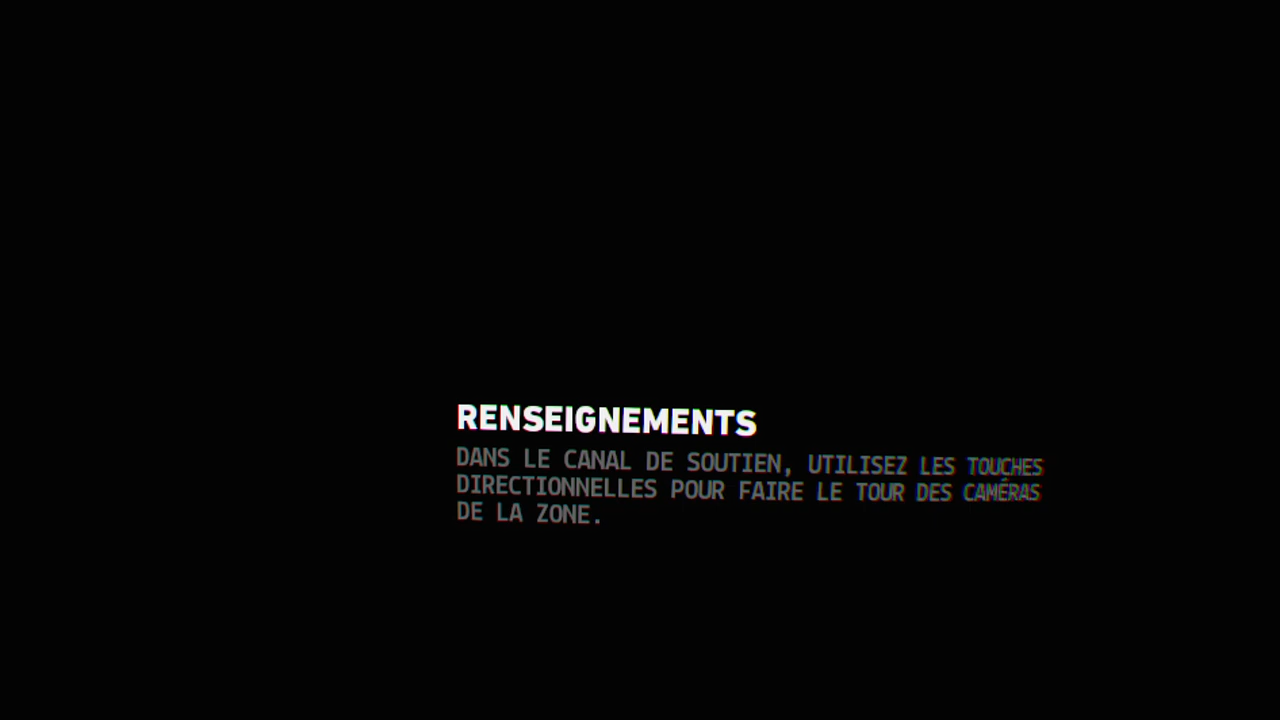 RENSEIGNEMENTS
DANS LE CANAL DE SOUTIEN, UTILISEZ LES TOUCHES
DIRECTIONNELLES POUR FAIRE LE TOUR DES CAMÉRAS
DE LA ZONE.